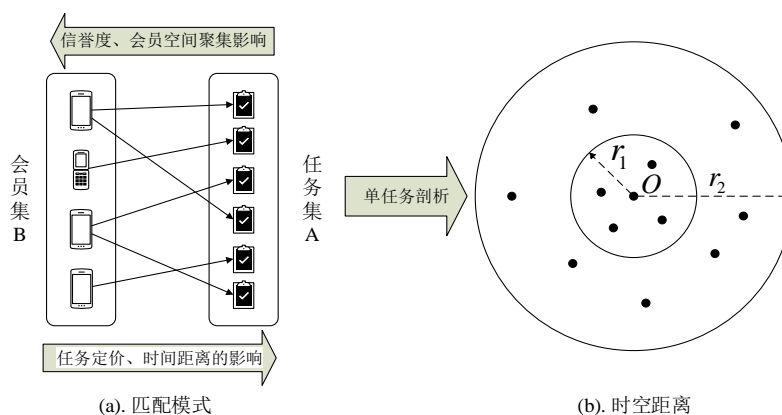 信誉度、会员空间聚集影响
会员集B
任务集A
任务定价、时间距离的影响
(a). 匹配模式
单任务剖析
r1
O
r2
(b). 时空距离